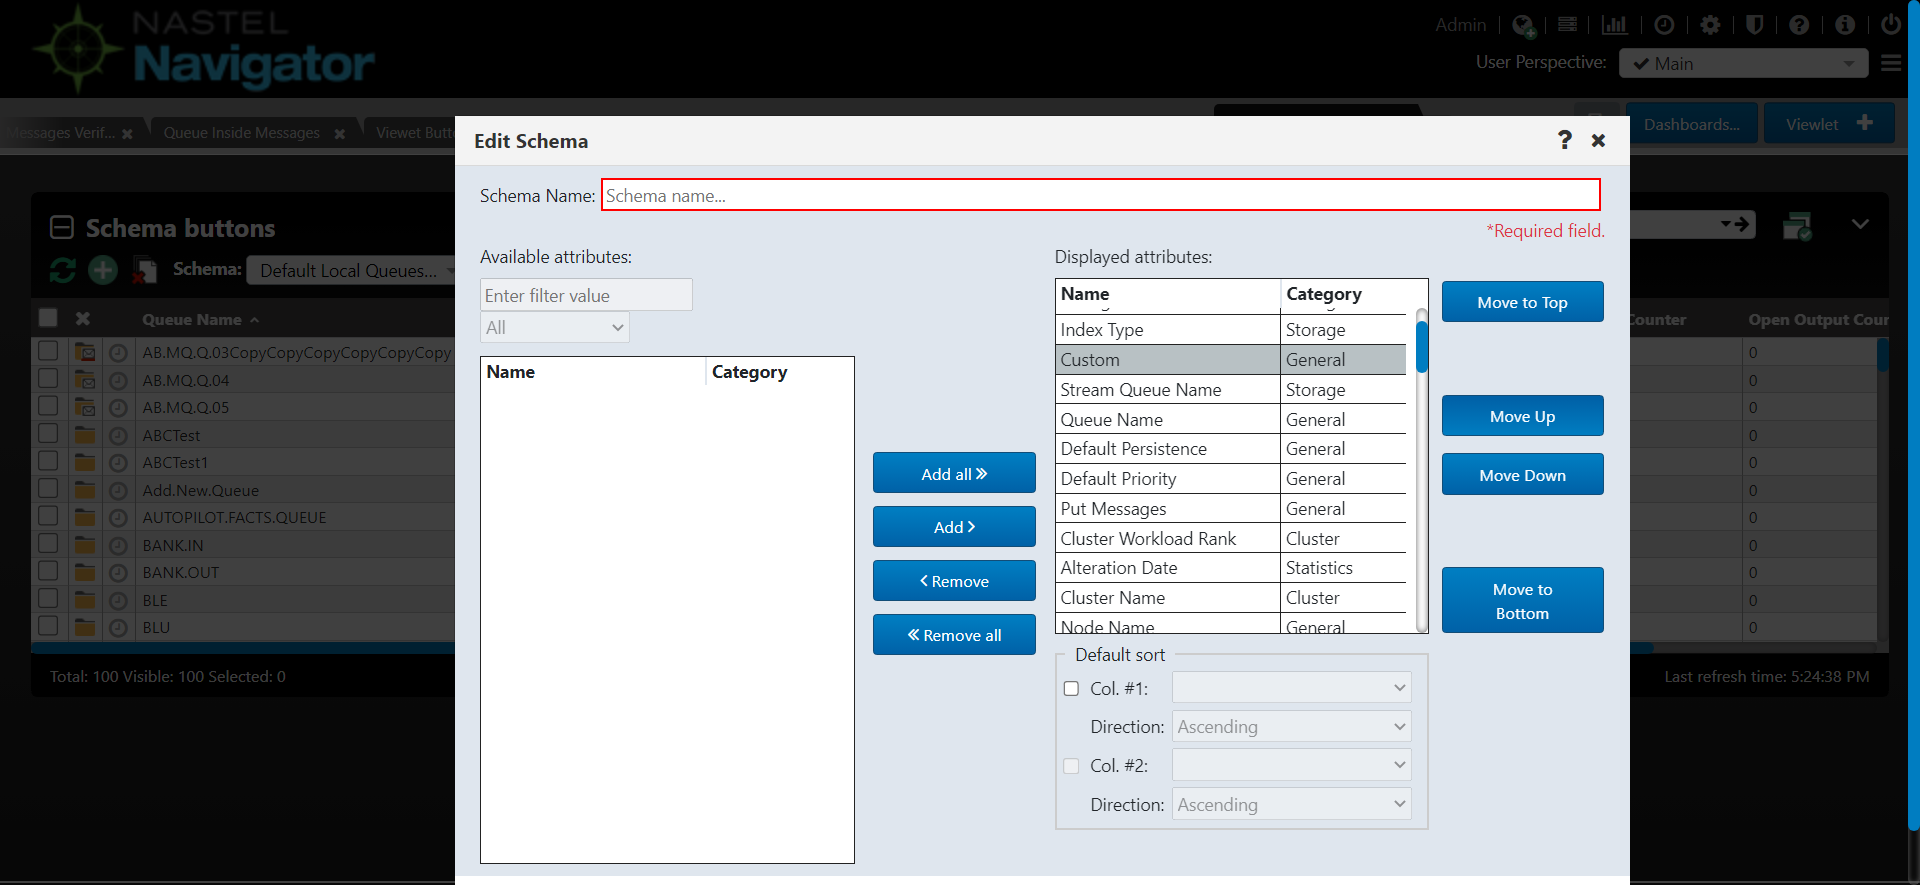 NASTEL
Navigator
Admin
User Perspective:
Main
Messages Verif...
Queue Inside Messages
Viewet Butt
Dashboards...
Viewlet
Edit Schema
?
Schema Name:
Schema name...
*Required field.
Schema buttons
Schema:
Default Local Queues...
Available attributes:
Enter filter value
All
Name
Category
Add all
Add
Remove
Remove all
Displayed attributes:
Name Category
Index Type Storage
Custom General
Stream Queue Name Storage
Queue Name General
Default Persistence General
Default Priority General
Put Messages General
Cluster Workload Rank Cluster
Alteration Date Statistics
Cluster Name Cluster
Node Name General
Move to Top
Move Up
Move Down
Move to
Bottom
Default sort
Col. #1:
Direction: Ascending
Col. #2:
Direction: Ascending
Queue Name
Counter
Open Output Coun
AB.MQ.Q.03CopyCopyCopyCopyCopyCopy 0
AB.MQ.Q.04 0
AB.MQ.Q.05 0
ABCTest 0
ABCTest1 0
Add.New.Queue 0
AUTOPILOT.FACTS.QUEUE 0
BANK.IN 0
BANK.OUT 0
BLE 0
BLU 0
Total: 100 Visible: 100 Selected: 0
Last refresh time: 5:24:38 PM